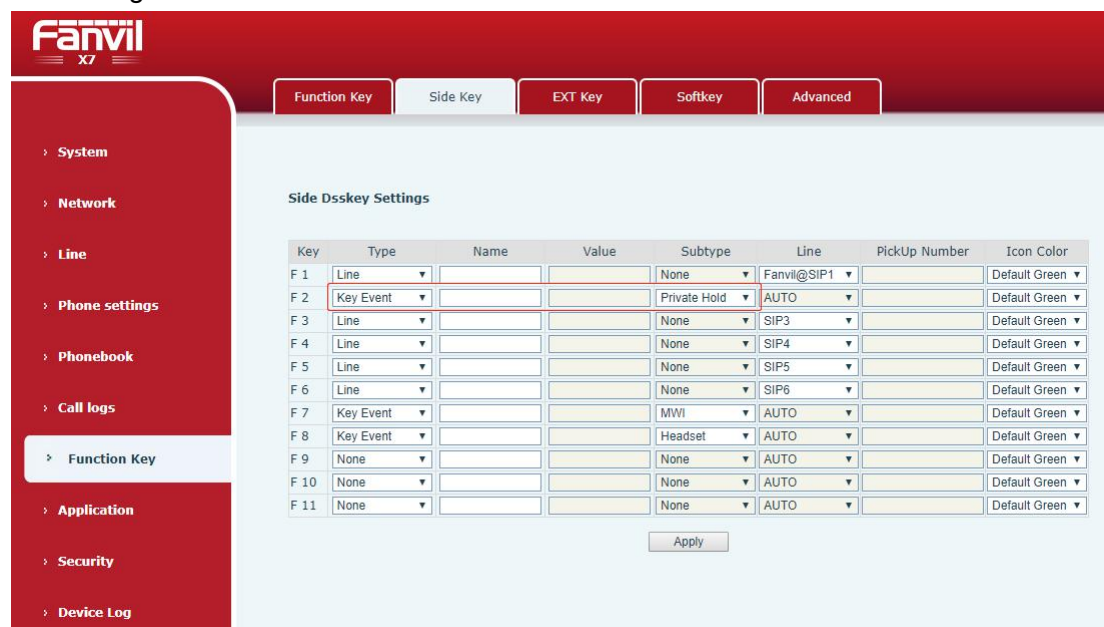 Fanvil
X7
Function Key Side Key EXT Key Softkey Advanced
› System
› Network
› Line
› Phone settings
› Phonebook
› Call logs
› Function Key
› Application
› Security
› Device Log
Side Dsskey Settings
Key Type Name Value Subtype Line PickUp Number Icon Color
F 1 Line None Fanvil@SIP1 Default Green
F 2 Key Event Private Hold AUTO Default Green
F 3 Line None SIP3 Default Green
F 4 Line None SIP4 Default Green
F 5 Line None SIP5 Default Green
F 6 Line None SIP6 Default Green
F 7 Key Event MWI AUTO Default Green
F 8 Key Event Headset AUTO Default Green
F 9 None None AUTO Default Green
F 10 None None AUTO Default Green
F 11 None None AUTO Default Green
Apply